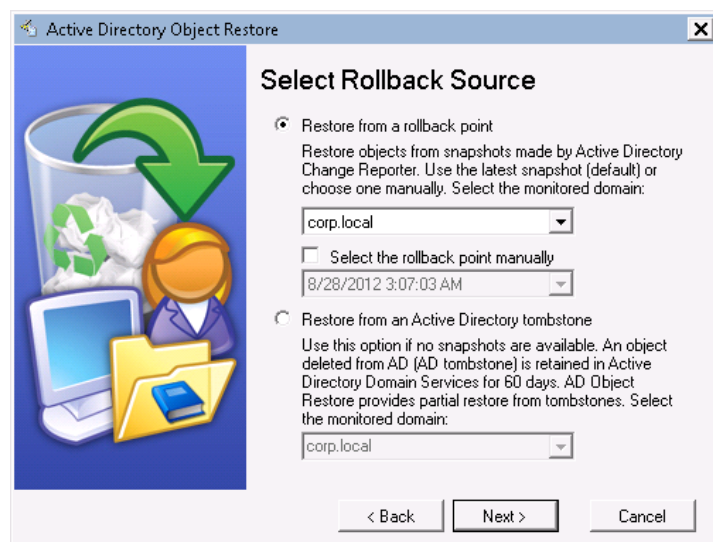 Active Directory Object Restore
Select Rollback Source
Restore from a rollback point
Restore objects from snapshots made by Active Directory
Change Reporter. Use the latest snapshot (default) or
choose one manually. Select the monitored domain:
corp.local
Select the rollback point manually
8/28/2012 3:07:03 AM
Restore from an Active Directory tombstone
Use this option if no snapshots are available. An object
deleted from AD (AD tombstone) is retained in Active
Directory Domain Services for 60 days. AD Object
Restore provides partial restore from tombstones. Select
the monitored domain:
corp.local
< Back Next > Cancel